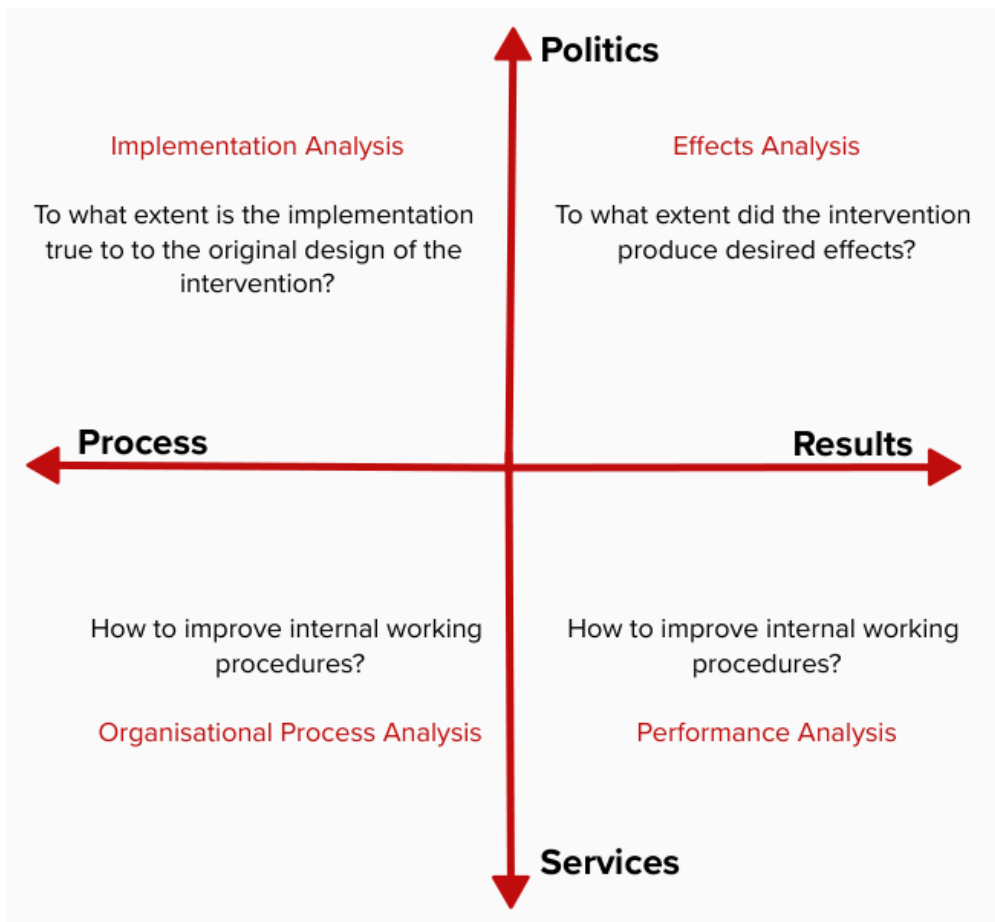 Politics
Implementation Analysis
To what extent is the implementation
true to to the original design of the
intervention?
Effects Analysis
To what extent did the intervention
produce desired effects?
Process
Results
How to improve internal working
procedures?
Organisational Process Analysis
How to improve internal working
procedures?
Performance Analysis
Services